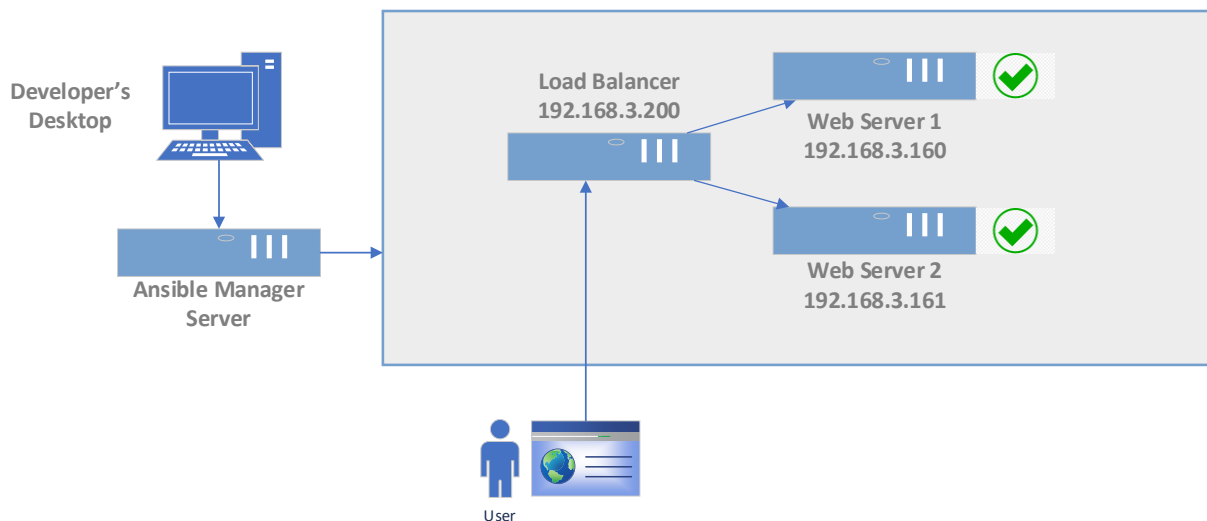 Developer's
Desktop
Ansible Manager
Server
Load Balancer
192.168.3.200
Web Server 1
192.168.3.160
Web Server 2
192.168.3.161
User